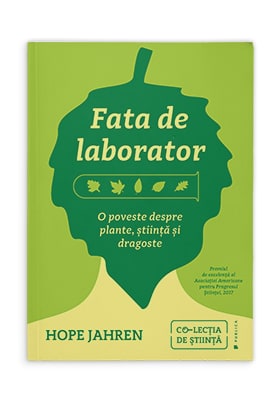 Fata de
laborator
O poveste despre
plante, știință și
dragoste
Premiul
de excelență al
Asociației Americane
pentru Progresul
Științei, 2017
HOPE JAHREN
CO-LECȚIA
DE ȘTIINȚĂ
PUBLICA